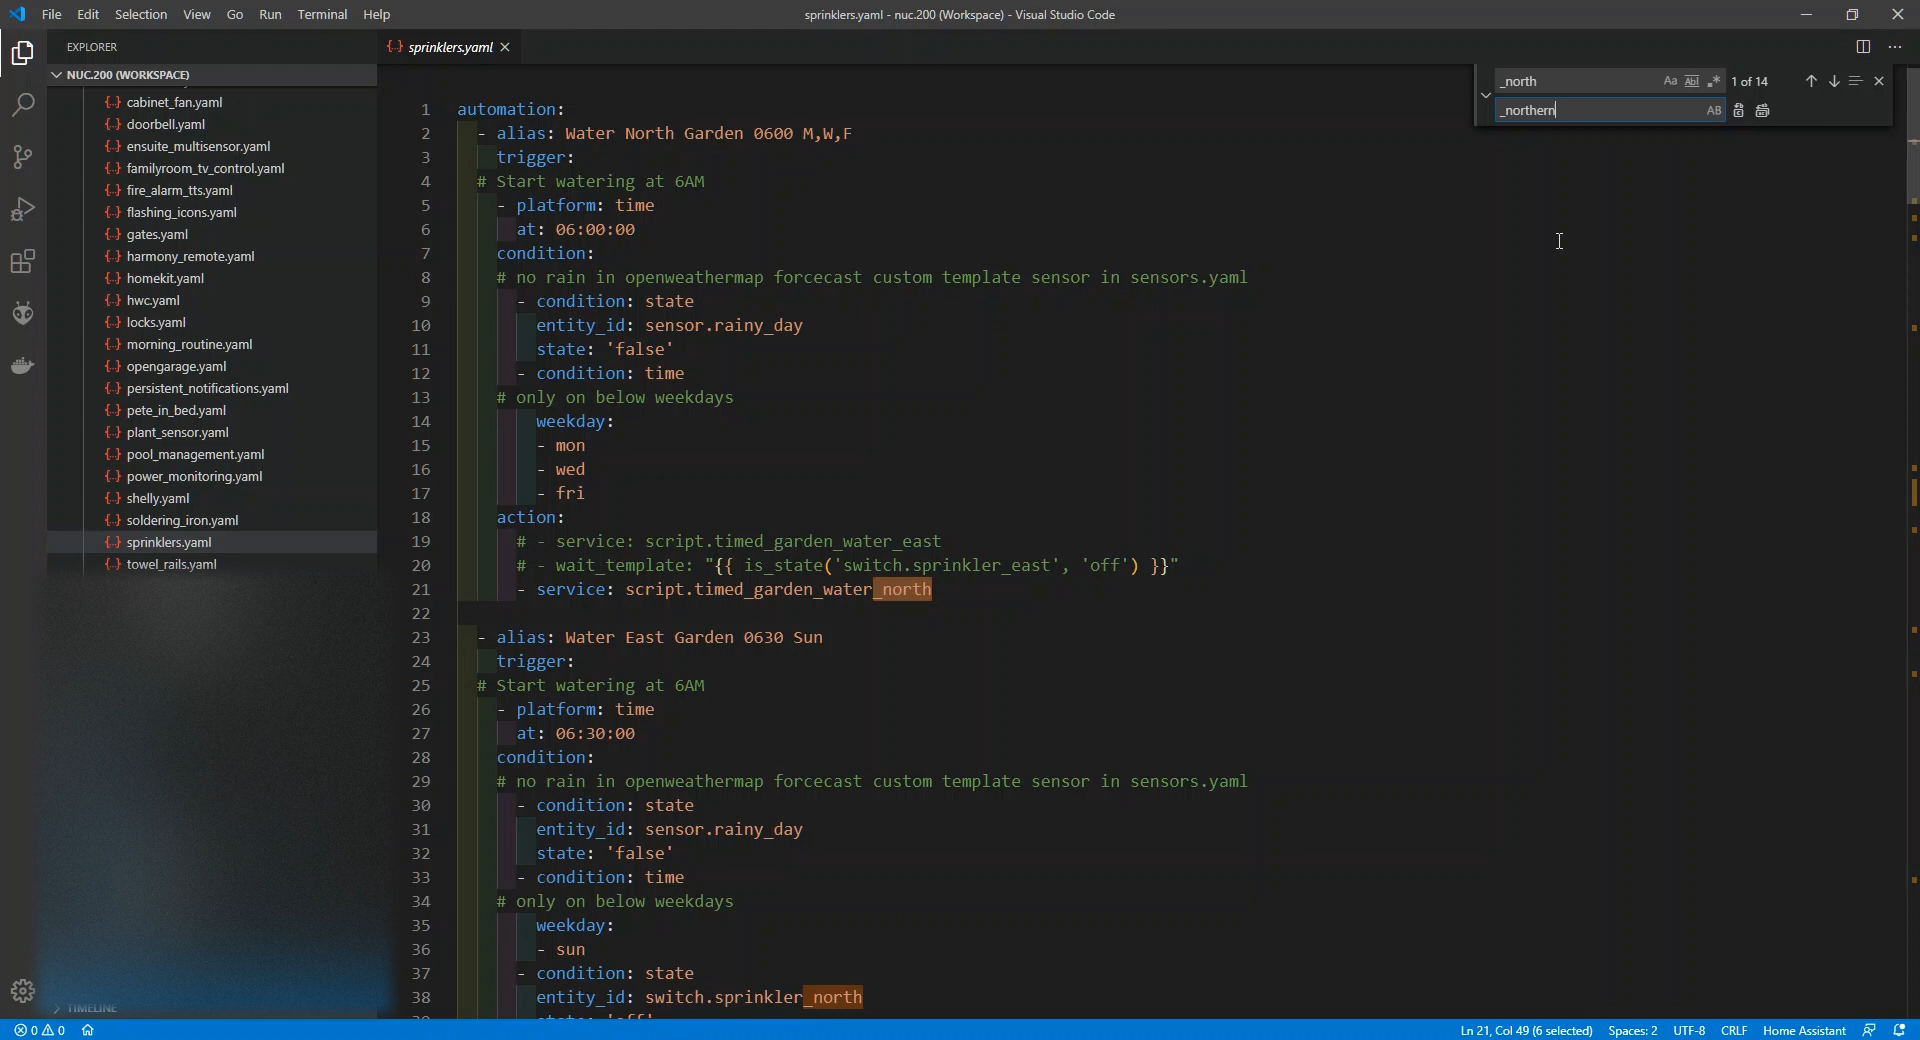 File Edit Selection View Go Run Terminal Help
sprinklers.yaml - nuc.200 (Workspace) - Visual Studio Code
EXPLORER
NUC.200 (WORKSPACE)
cabinet_fan.yaml
doorbell.yaml
ensuite_multisensor.yaml
familyroom_tv_control.yaml
fire_alarm_tts.yaml
flashing_icons.yaml
gates.yaml
harmony_remote.yaml
homekit.yaml
hwc.yaml
locks.yaml
morning_routine.yaml
opengarage.yaml
persistent_notifications.yaml
pete_in_bed.yaml
plant_sensor.yaml
pool_management.yaml
power_monitoring.yaml
shelly.yaml
soldering_iron.yaml
sprinklers.yaml
towel_rails.yaml
TIMELINE
sprinklers.yaml
_north Aa Abl .* 1 of 14
_northern AB
1 automation:
2 - alias: Water North Garden 0600 M,W,F
3 trigger:
4 # Start watering at 6AM
5 - platform: time
6 at: 06:00:00
7 condition:
8 # no rain in openweathermap forcecast custom template sensor in sensors.yaml
9 - condition: state
10 entity_id: sensor.rainy_day
11 state: 'false'
12 - condition: time
13 # only on below weekdays
14 weekday:
15 - mon
16 - wed
17 - fri
18 action:
19 # - service: script.timed_garden_water_east
20 # - wait_template: "{{ is_state('switch.sprinkler_east', 'off') }}"
21 - service: script.timed_garden_water_north
22
23 - alias: Water East Garden 0630 Sun
24 trigger:
25 # Start watering at 6AM
26 - platform: time
27 at: 06:30:00
28 condition:
29 # no rain in openweathermap forcecast custom template sensor in sensors.yaml
30 - condition: state
31 entity_id: sensor.rainy_day
32 state: 'false'
33 - condition: time
34 # only on below weekdays
35 weekday:
36 - sun
37 - condition: state
38 entity_id: switch.sprinkler_north
0 0
Ln 21, Col 49 (6 selected) Spaces: 2 UTF-8 CRLF Home Assistant